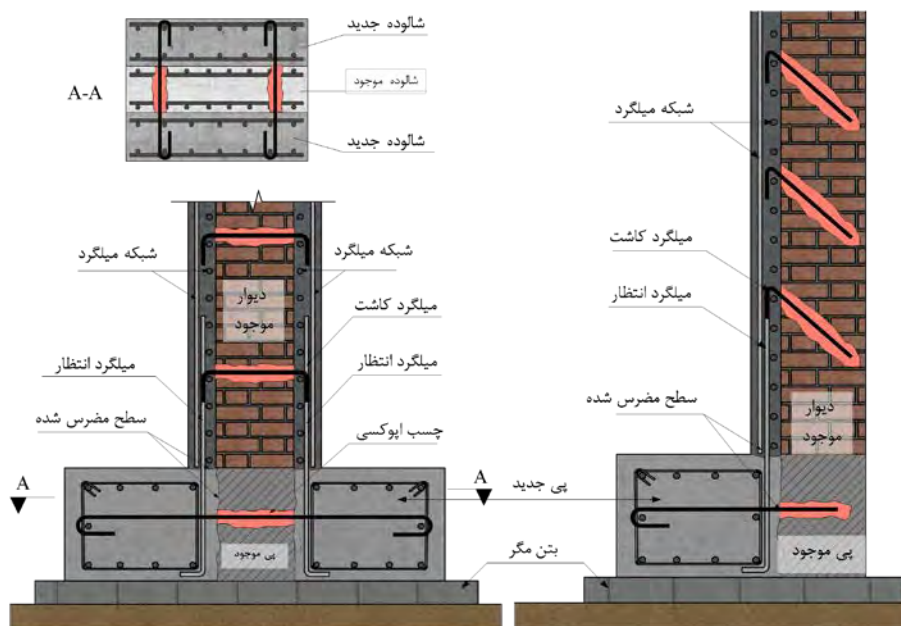 شالوده جدید
شالوده موجود
A-A
شالوده جدید
شبکه میلگرد
شبکه میلگرد
شبکه میلگرد
دیوار
موجود
میلگرد کاشت
میلگرد کاشت
میلگرد انتظار
میلگرد انتظار
میلگرد انتظار
سطح مضرس شده
سطح مضرس شده
چسب اپوکسی
دیوار
موجود
A
A
پی جدید
پی موجود
پی موجود
بتن مگر